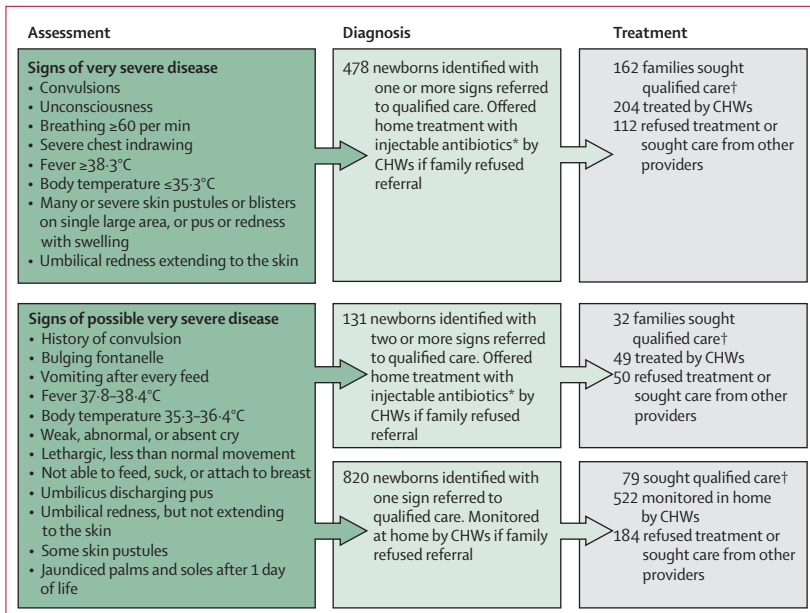 Assessment
Diagnosis
Treatment
Signs of very severe disease
• Convulsions
• Unconsciousness
• Breathing ≥60 per min
• Severe chest indrawing
• Fever ≥38·3°C
• Body temperature ≤35·3°C
• Many or severe skin pustules or blisters
on single large area, or pus or redness
with swelling
• Umbilical redness extending to the skin
478 newborns identified with
one or more signs referred
to qualified care. Offered
home treatment with
injectable antibiotics* by
CHWs if family refused
referral
162 families sought
qualified care†
204 treated by CHWs
112 refused treatment or
sought care from other
providers
Signs of possible very severe disease
• History of convulsion
• Bulging fontanelle
• Vomiting after every feed
• Fever 37·8–38·4°C
• Body temperature 35·3–36·4°C
• Weak, abnormal, or absent cry
• Lethargic, less than normal movement
• Not able to feed, suck, or attach to breast
• Umbilicus discharging pus
• Umbilical redness, but not extending
to the skin
• Some skin pustules
• Jaundiced palms and soles after 1 day
of life
131 newborns identified with
two or more signs referred
to qualified care. Offered
home treatment with
injectable antibiotics* by
CHWs if family refused
referral
32 families sought
qualified care†
49 treated by CHWs
50 refused treatment or
sought care from other
providers
820 newborns identified with
one sign referred to
qualified care. Monitored
at home by CHWs if family
refused referral
79 sought qualified care†
522 monitored in home
by CHWs
184 refused treatment or
sought care from other
providers